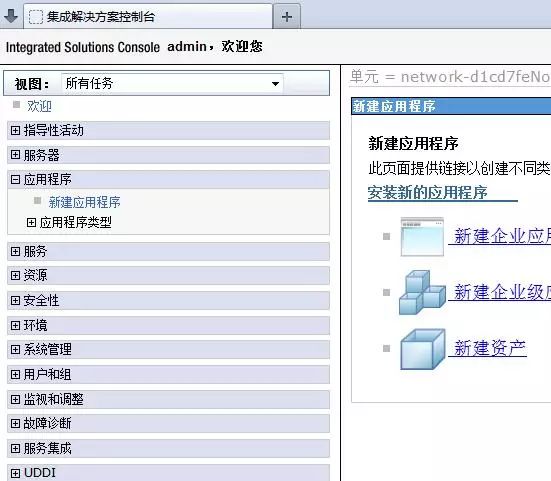 集成解决方案控制台
Integrated Solutions Console admin，欢迎您
视图： 所有任务
欢迎
指导性活动
服务器
应用程序
新建应用程序
应用程序类型
服务
资源
安全性
环境
系统管理
用户和组
监视和调整
故障诊断
服务集成
UDDI
单元 = network-d1cd7feNo
新建应用程序
新建应用程序
此页面提供链接以创建不同类
安装新的应用程序
新建企业应用
新建企业级应
新建资产